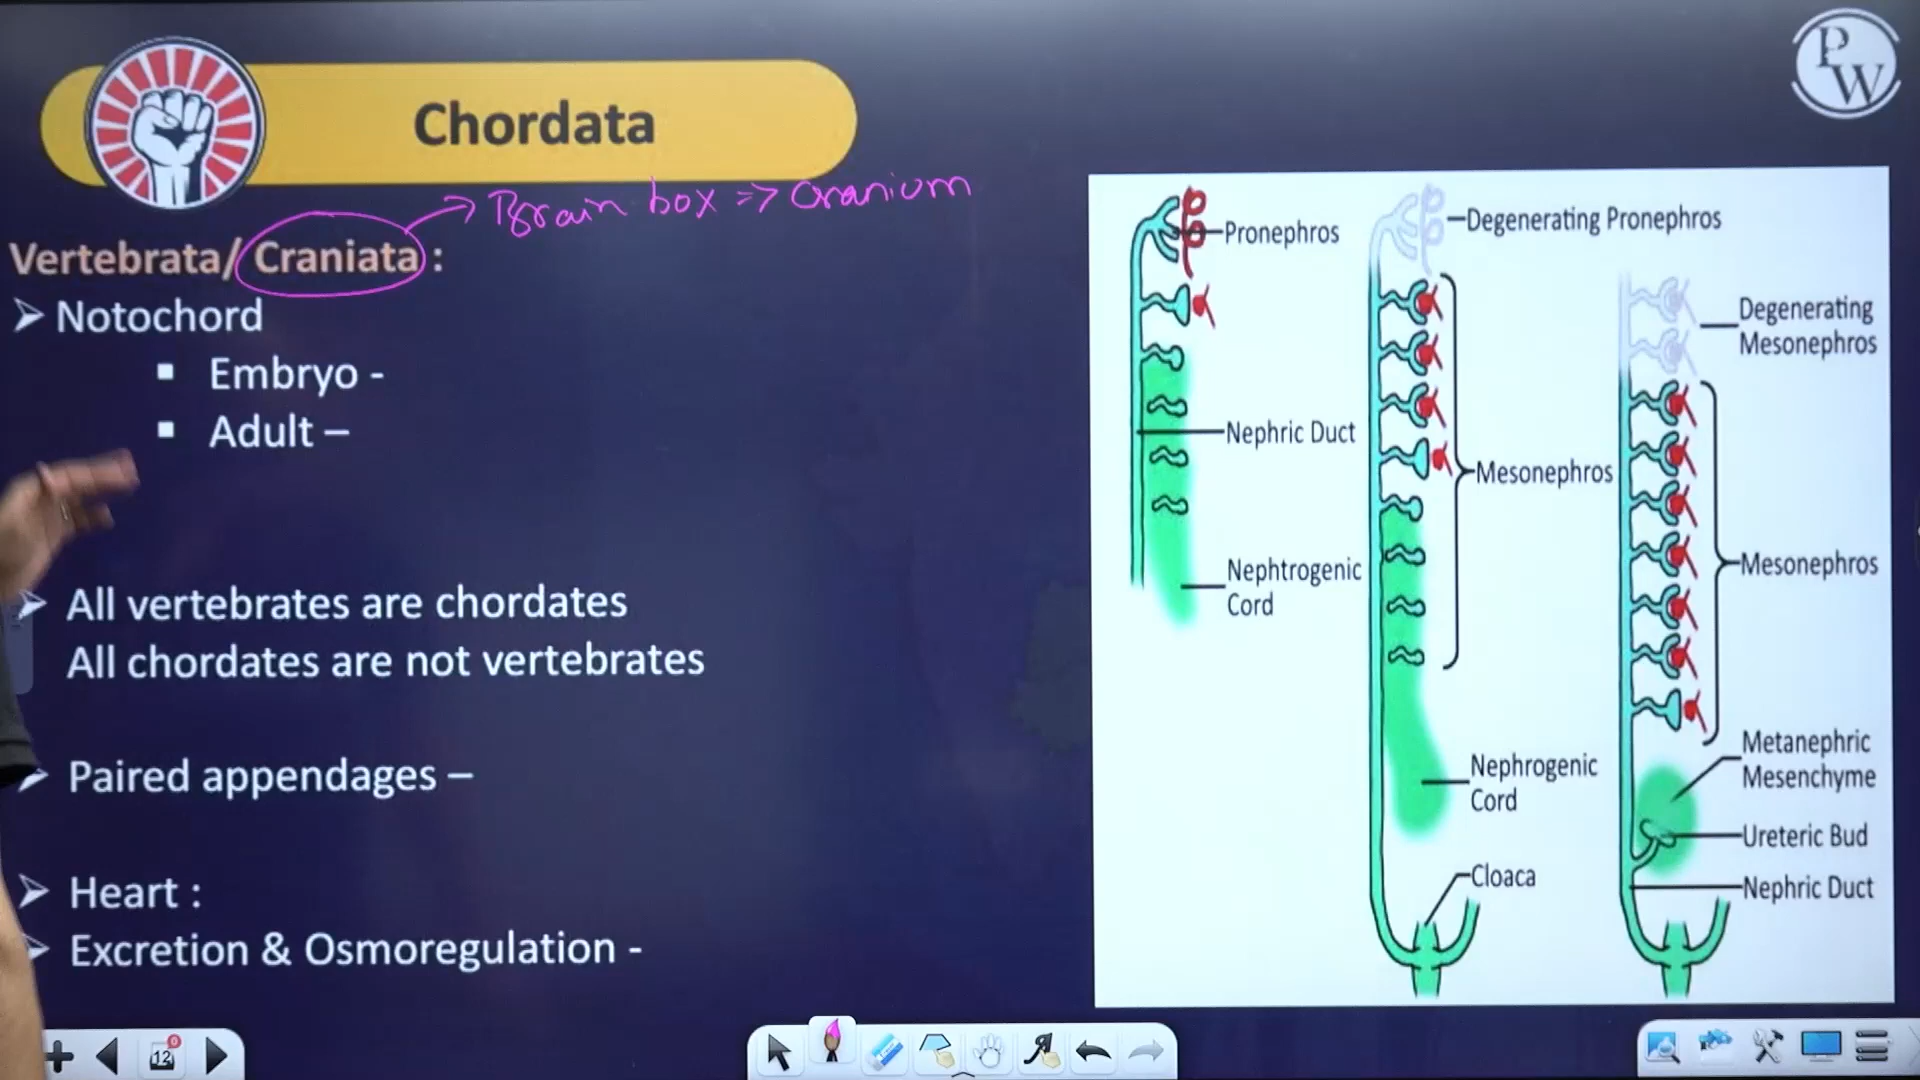 Chordata
PW
Brain box => Cranium
Vertebrata/ Craniata :
Notochord
Embryo -
Adult –
All vertebrates are chordates
All chordates are not vertebrates
Paired appendages –
Heart :
Excretion & Osmoregulation -
Pronephros
Nephric Duct
Nephtrogenic
Cord
Degenerating Pronephros
Mesonephros
Nephrogenic
Cord
Cloaca
Degenerating
Mesonephros
Mesonephros
Metanephric
Mesenchyme
Ureteric Bud
Nephric Duct
12
0